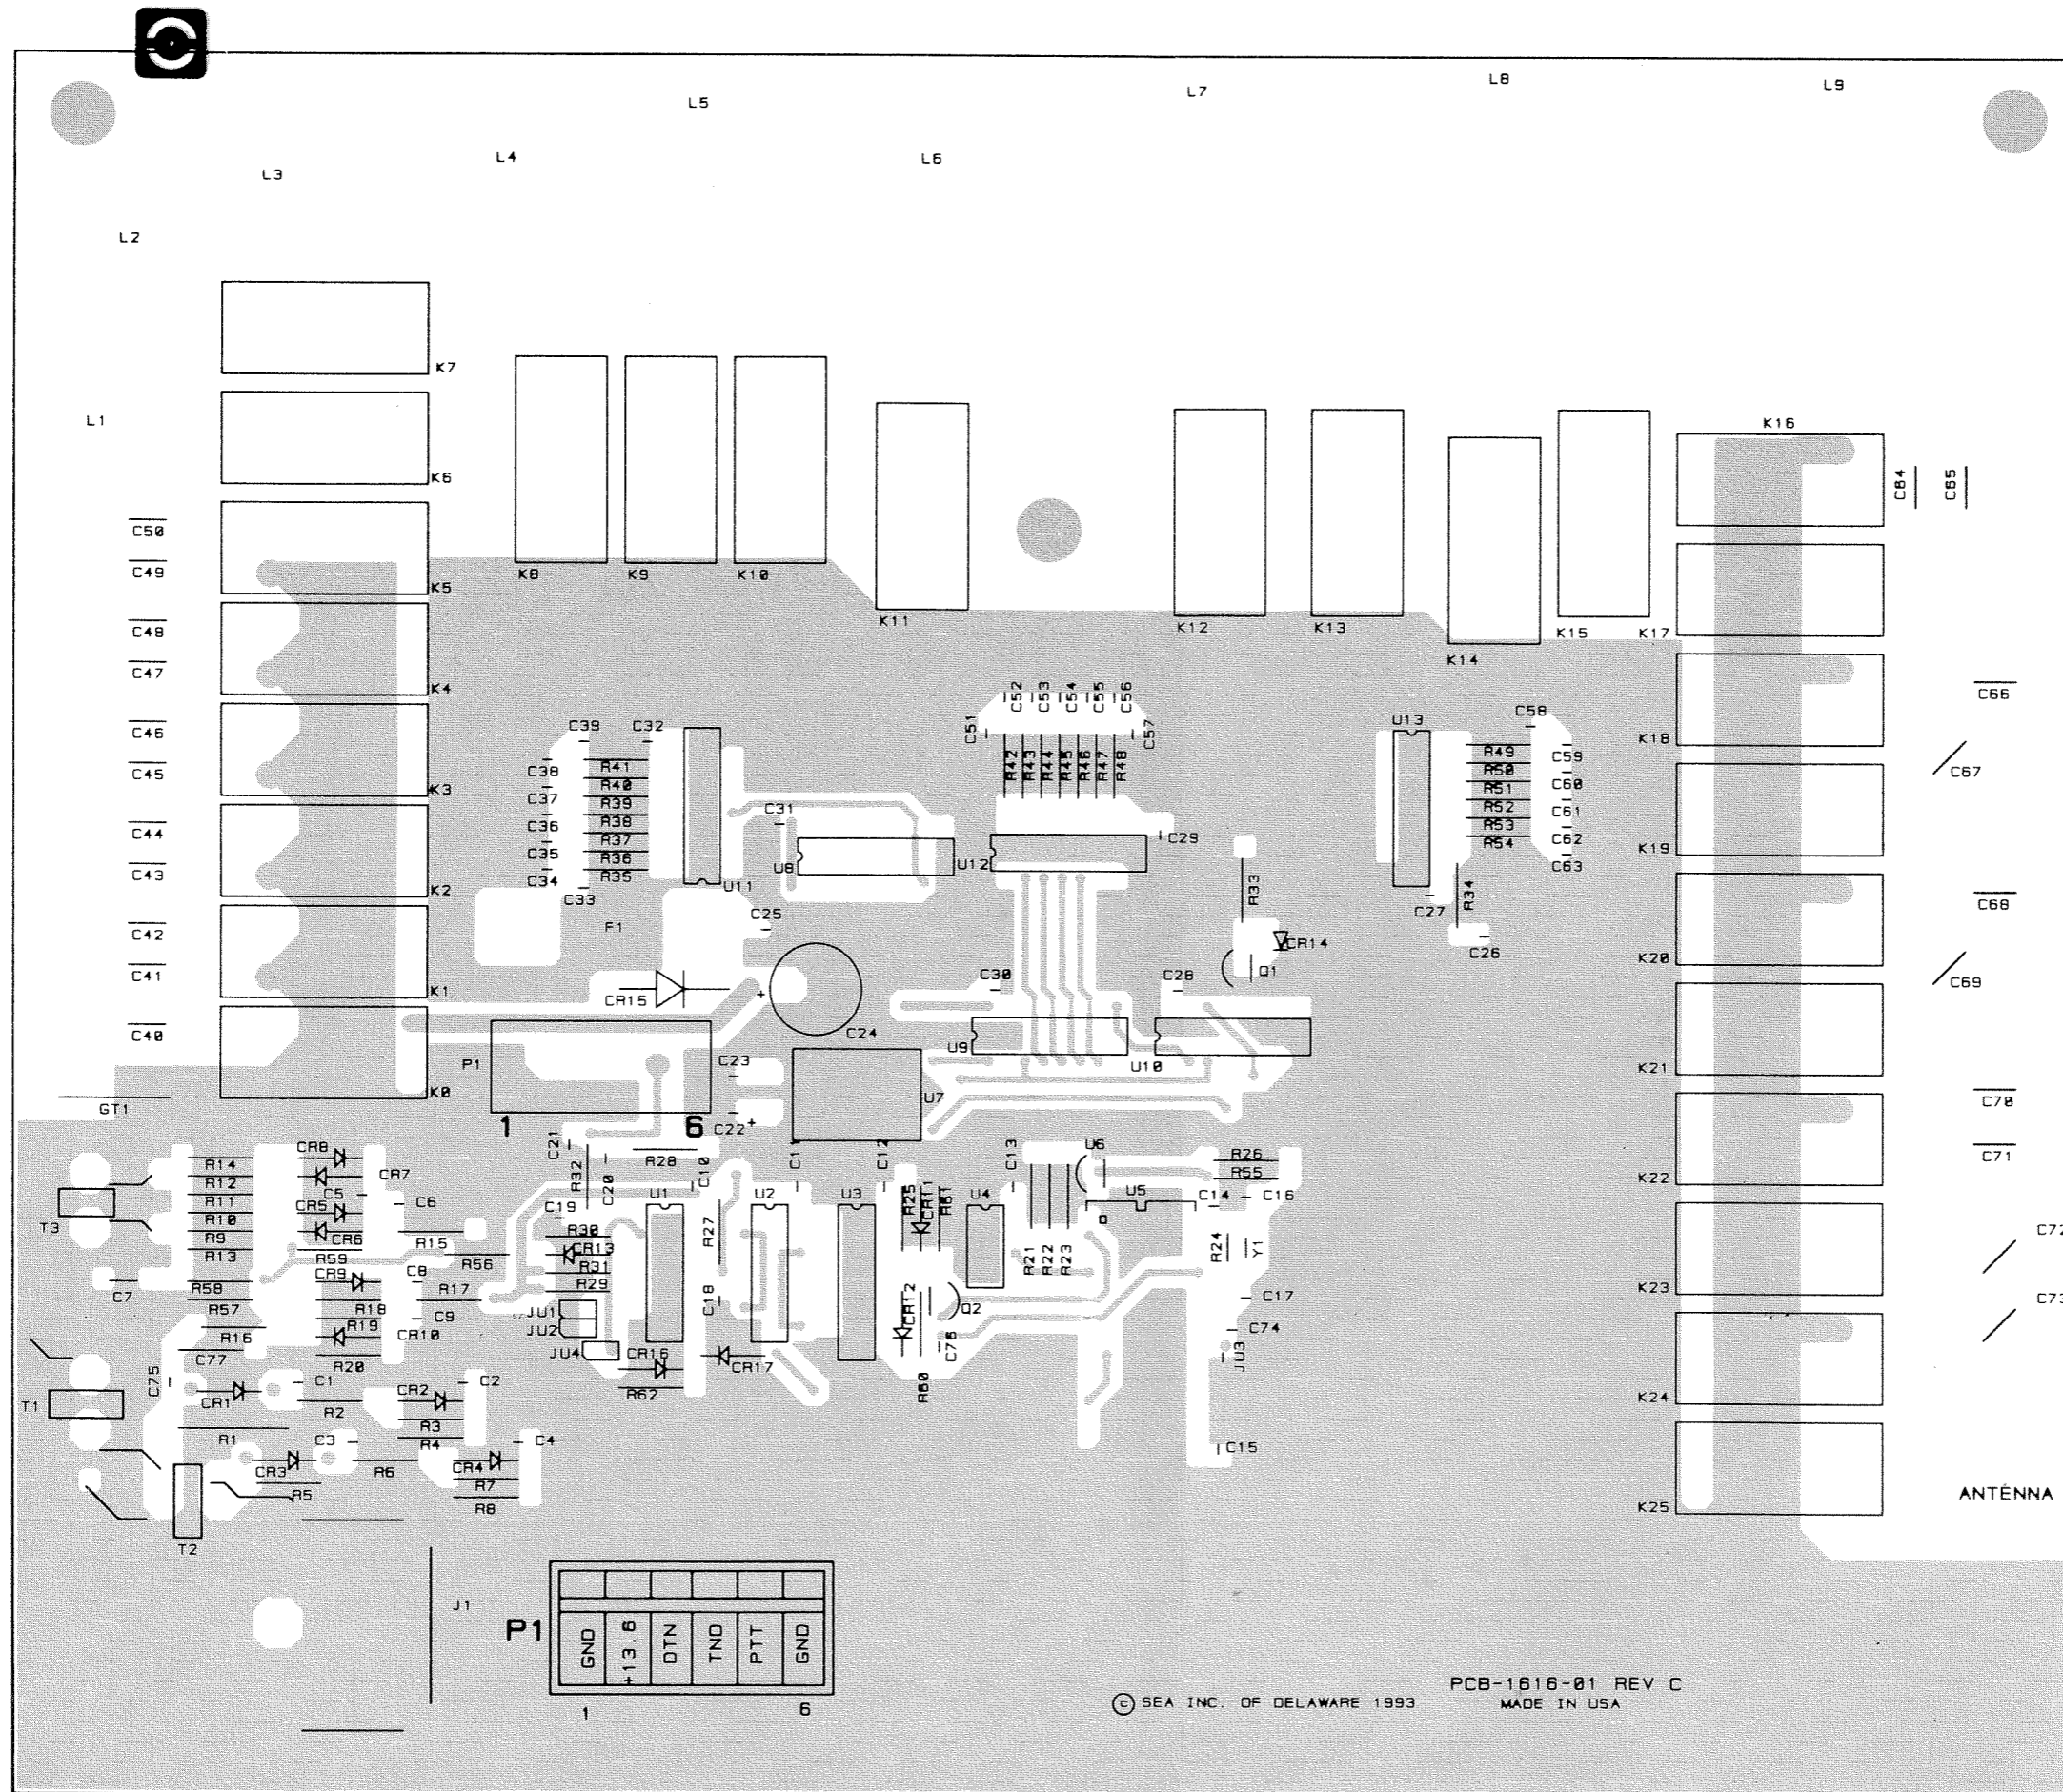 L8
L9
L7
L5
L4
L6
L3
L2
K7
L1
K16
K6
C64
C65
C50
C49
K8
K9
K10
K5
C48
K11
K12
K13
K15
K17
K14
C47
K4
C66
C52
C53
C54
C55
C56
C46
C39
C32
C51
C57
U13
C58
K18
C45
C38
R41
R42
R43
R44
R45
R46
R47
R48
R49
C59
C67
K3
R40
R50
C37
R39
R51
C60
C31
C44
C36
R38
R52
C61
C35
R37
R53
C62
C29
R54
K19
R36
U8
U12
C43
C34
R35
C63
K2
C33
U11
R33
R34
C27
C68
C42
F1
C25
CR14
C26
K20
C41
CR15
+
C30
C28
Q1
C69
K1
C40
C24
P1
C23
U9
U10
K21
K0
U7
GT1
1
6
C22
+
C70
C21
CR8
R14
R28
C10
C11
C12
C13
U6
R26
C71
CR7
R12
R32
C20
R55
K22
T3
R11
C5
C6
U1
U2
U3
R25
CR11
R61
U4
U5
C14
C16
CR5
R10
C19
R9
CR6
R15
R30
R27
C72
R13
R59
R56
CR13
R21
R22
R23
R24
Y1
R31
C7
R58
CR9
C8
R17
R29
K23
R57
R18
C9
JU1
C18
CR12
Q2
C17
C73
R16
R19
CR10
JU2
C74
C77
R20
JU4
CR16
CR17
C76
JU3
C75
CR1
C1
CR2
C2
R62
R60
K24
T1
R2
R3
R1
C3
R4
C4
C15
CR3
R6
CR4
R5
R7
ANTENNA
R8
K25
T2
J1
P1
GND
+13.6
DTN
TND
PTT
GND
1
6
PCB-1616-01 REV C
© SEA INC. OF DELAWARE 1993
MADE IN USA